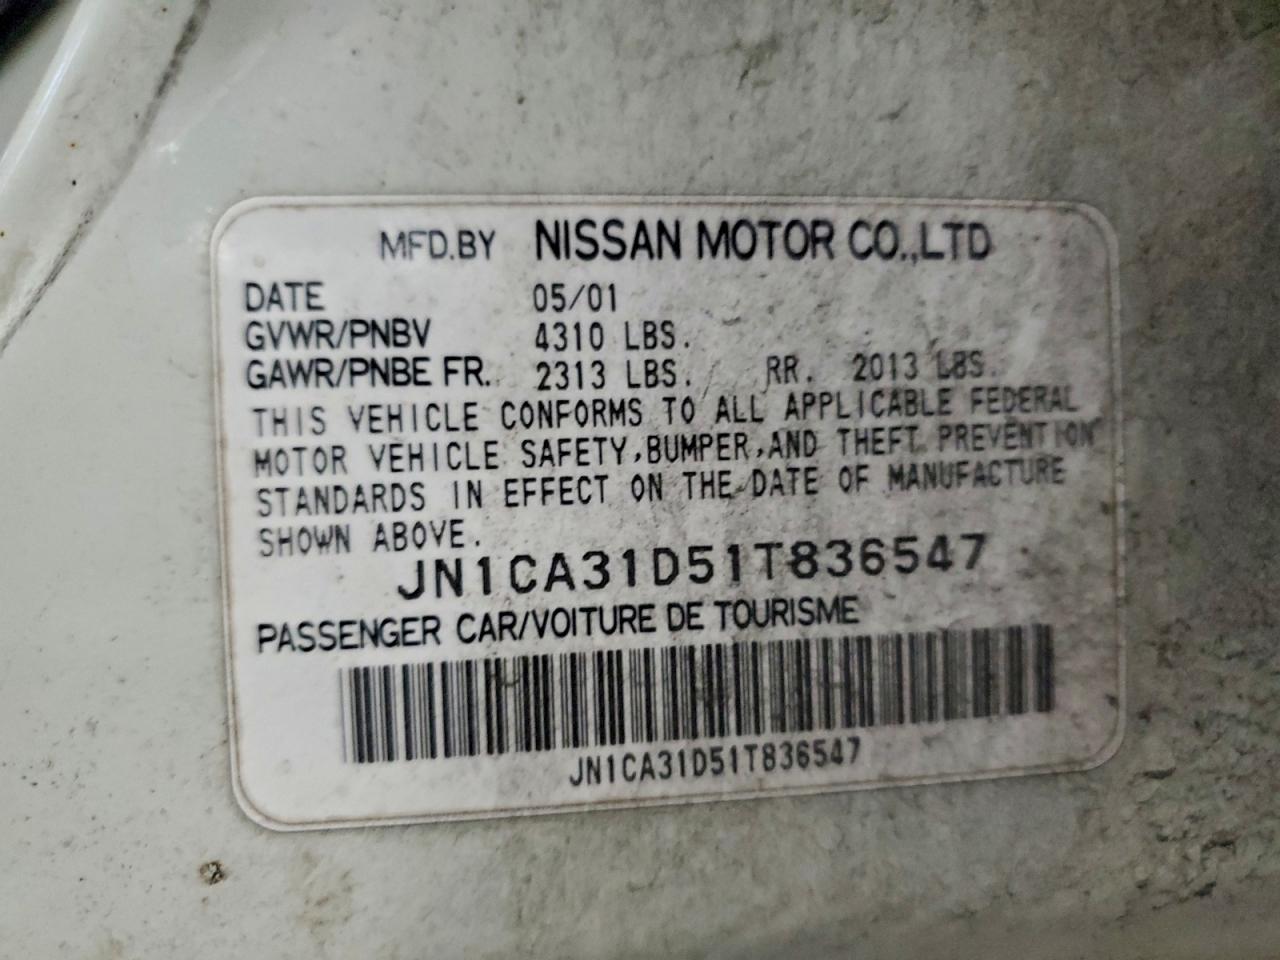 MFD.BY NISSAN MOTOR CO.,LTD
DATE 05/01
GVWR/PNBV 4310 LBS.
GAWR/PNBE FR. 2313 LBS. RR. 2013 LBS.
THIS VEHICLE CONFORMS TO ALL APPLICABLE FEDERAL
MOTOR VEHICLE SAFETY,BUMPER,AND THEFT PREVENTION
STANDARDS IN EFFECT ON THE DATE OF MANUFACTURE
SHOWN ABOVE.
JN1CA31D51T836547
PASSENGER CAR/VOITURE DE TOURISME
JN1CA31D51T836547